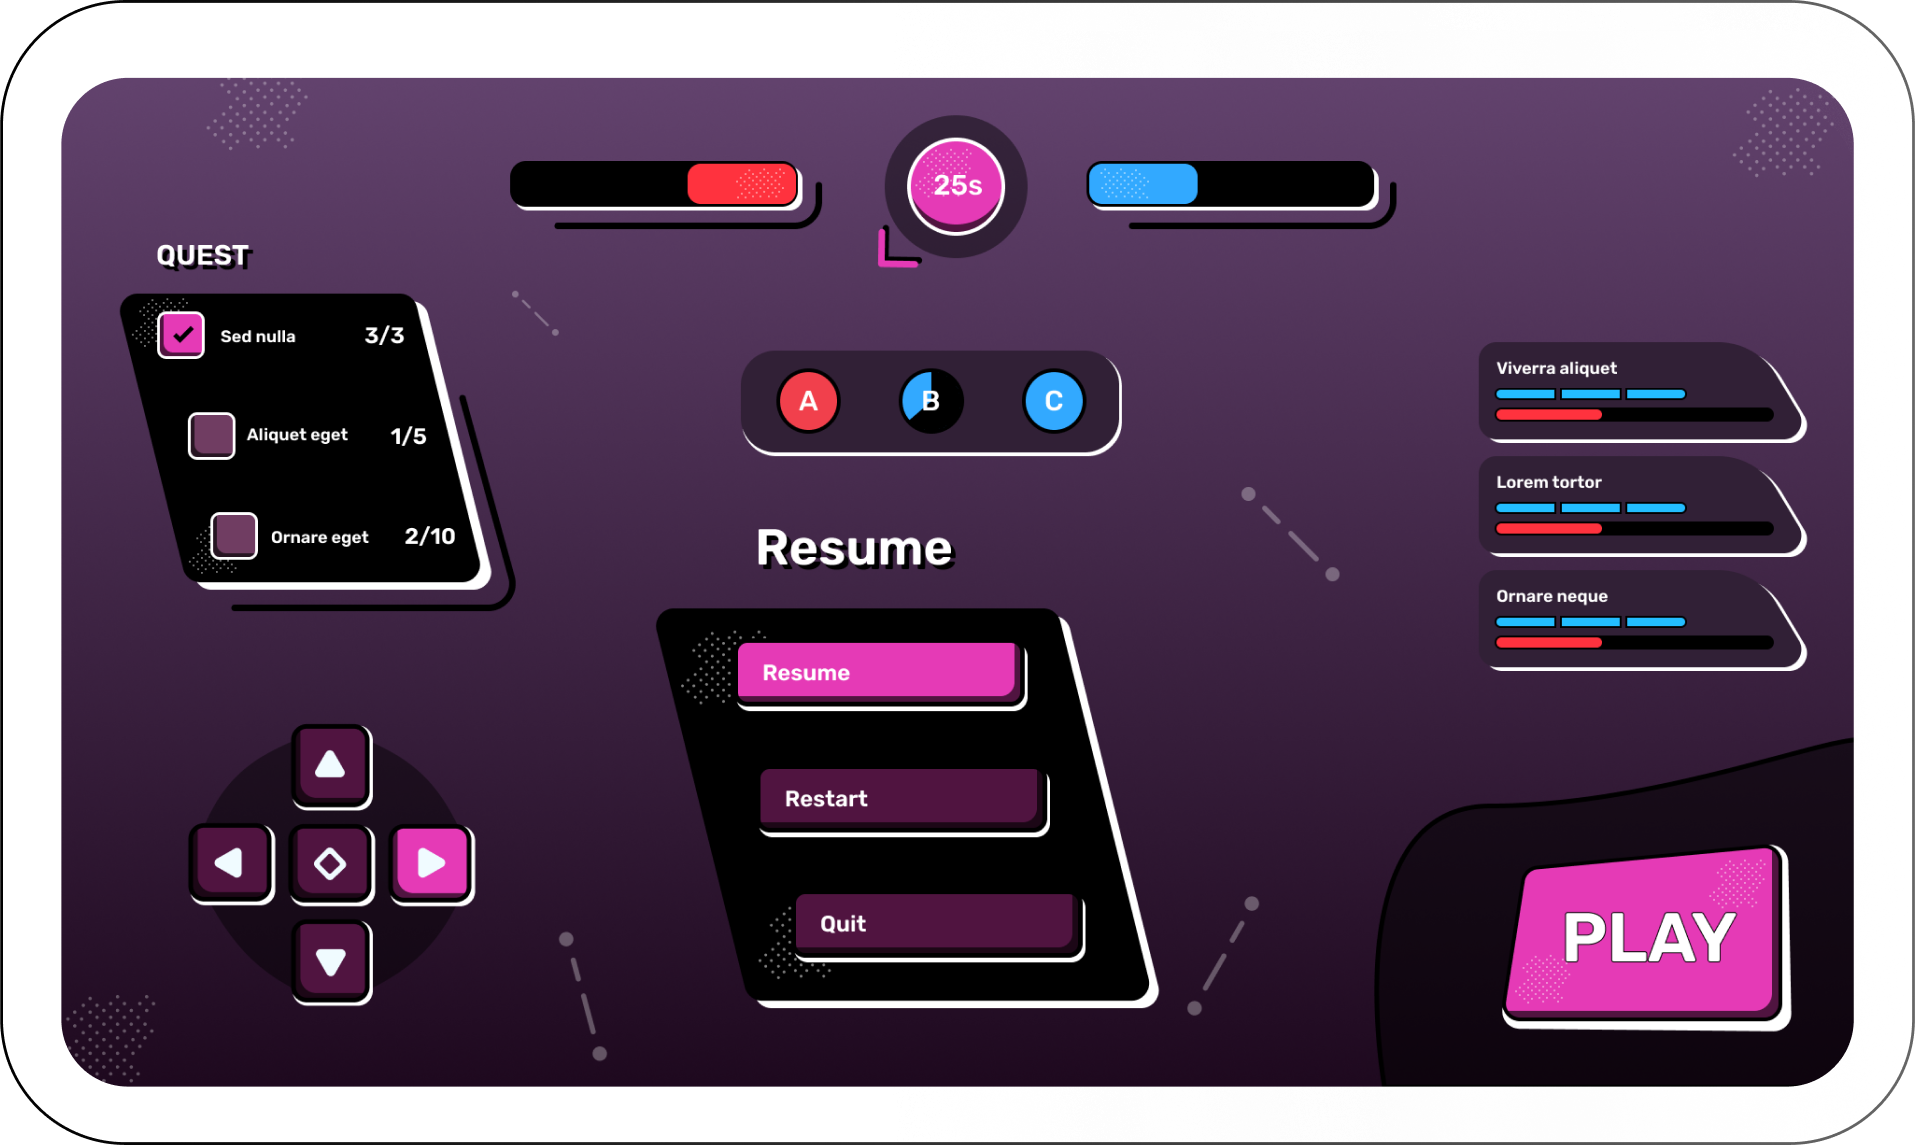 25s
QUEST
Sed nulla 3/3
Aliquet eget 1/5
Ornare eget 2/10
A B C
Viverra aliquet
Lorem tortor
Ornare neque
Resume
Resume
Restart
Quit
PLAY